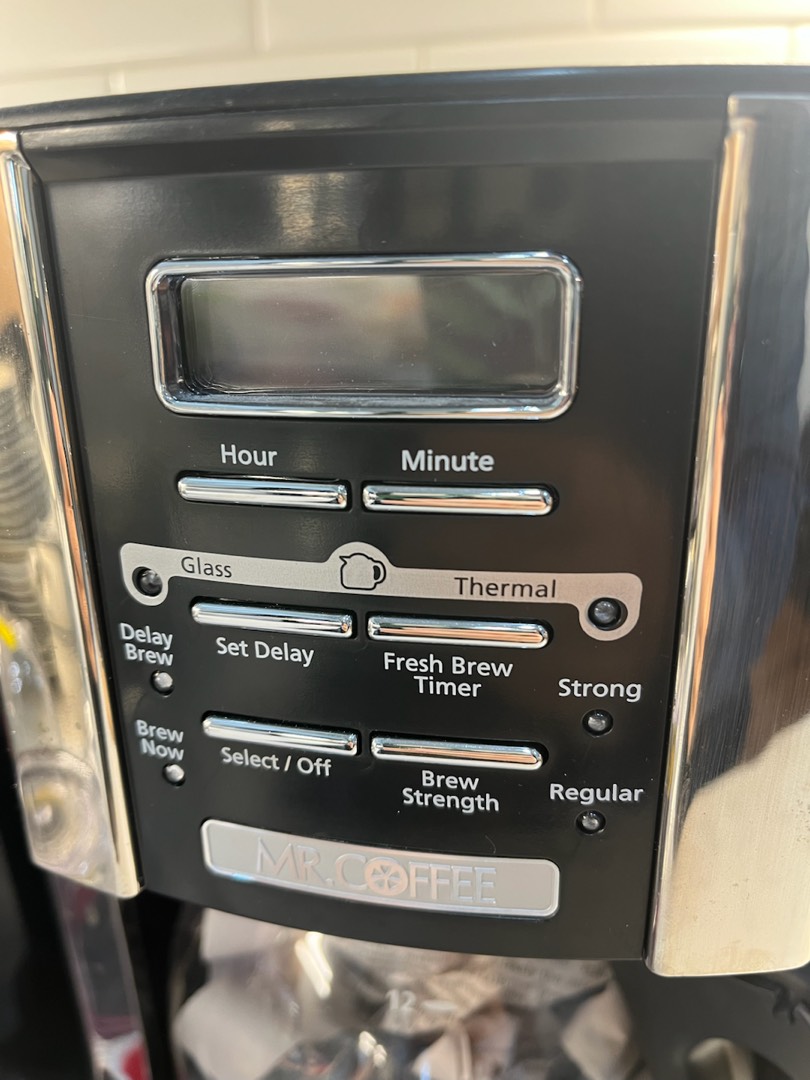 Hour
Minute
Glass
Thermal
Delay
Brew
Set Delay
Fresh Brew
Timer
Strong
Brew
Now
Select / Off
Brew
Strength
Regular
MR. COFFEE
12